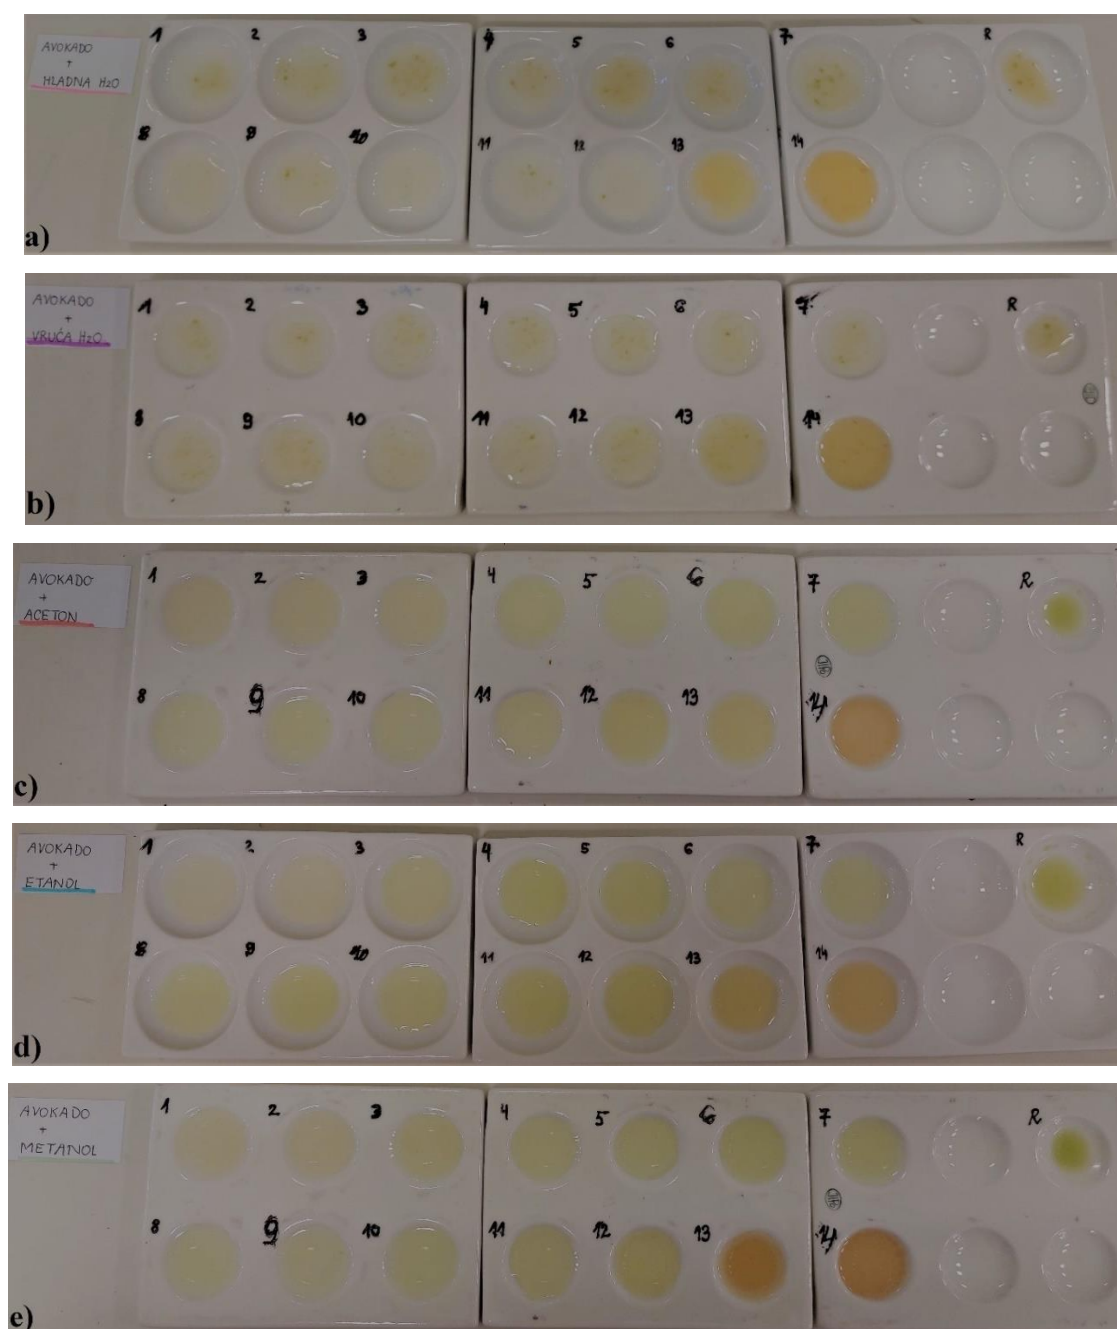 AVOKADO
+
HLADNA H2O
1 2 3 4 5 6 7 R
8 9 10 11 12 13 14
a)
AVOKADO
+
VRUĆA H2O
1 2 3 4 5 6 7 R
8 9 10 11 12 13 14
b)
AVOKADO
+
ACETON
1 2 3 4 5 6 7 R
8 9 10 11 12 13 14
c)
AVOKADO
+
ETANOL
1 2 3 4 5 6 7 R
8 9 10 11 12 13 14
d)
AVOKADO
+
METANOL
1 2 3 4 5 6 7 R
8 9 10 11 12 13 14
e)